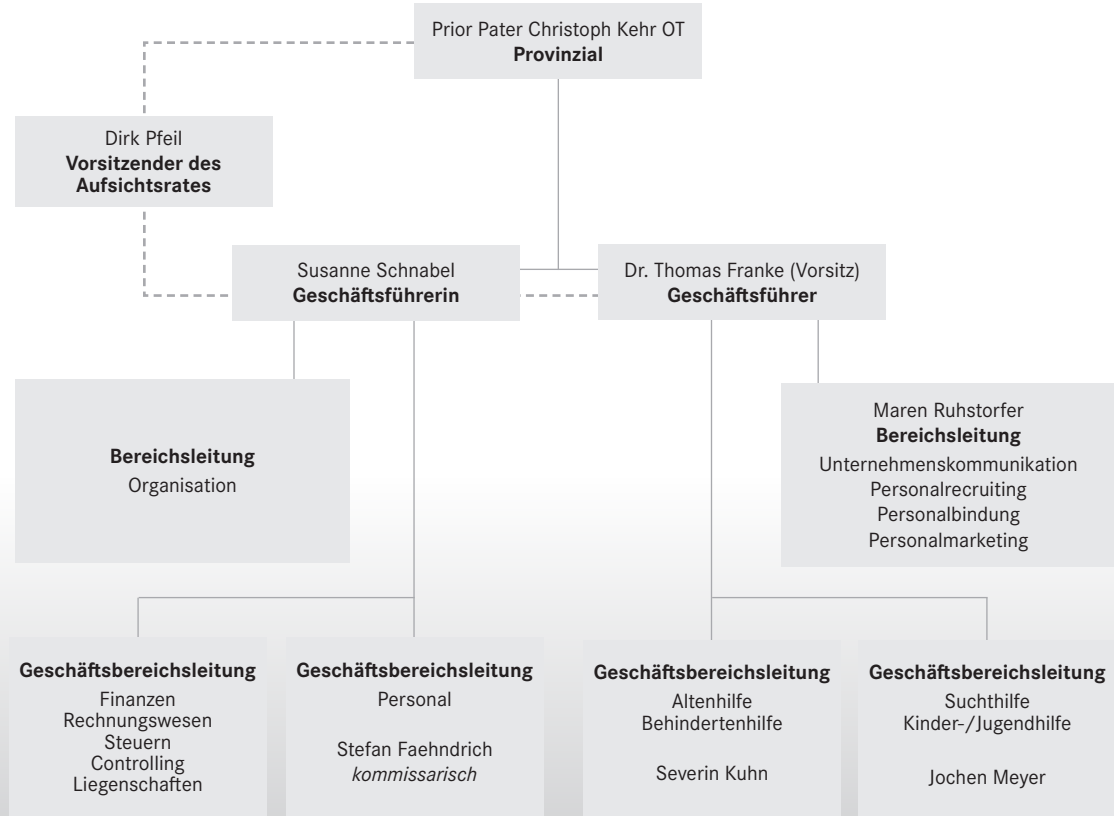 Prior Pater Christoph Kehr OT
Provinzial
Dirk Pfeil
Vorsitzender des
Aufsichtsrates
Susanne Schnabel
Geschäftsführerin
Dr. Thomas Franke (Vorsitz)
Geschäftsführer
Bereichsleitung
Organisation
Maren Ruhstorfer
Bereichsleitung
Unternehmenskommunikation
Personalrecruiting
Personalbindung
Personalmarketing
Geschäftsbereichsleitung
Finanzen
Rechnungswesen
Steuern
Controlling
Liegenschaften
Geschäftsbereichsleitung
Personal
Stefan Faehndrich
kommissarisch
Geschäftsbereichsleitung
Altenhilfe
Behindertenhilfe
Severin Kuhn
Geschäftsbereichsleitung
Suchthilfe
Kinder-/Jugendhilfe
Jochen Meyer